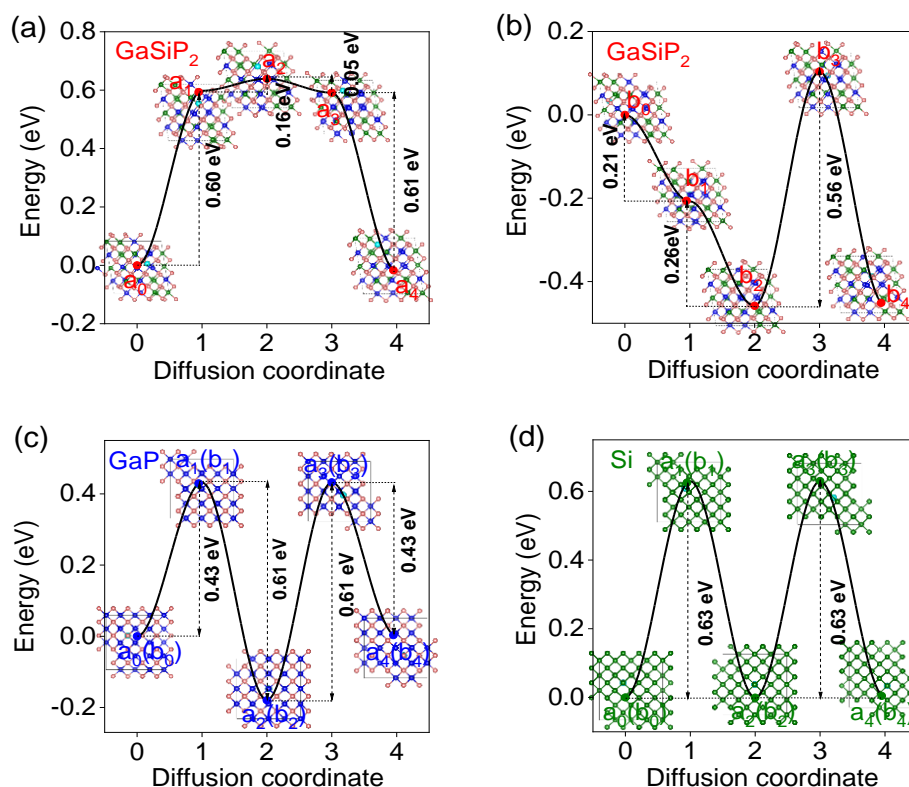 (a)
GaSiP2
0.8
0.6
0.4
0.2
0.0
-0.2
Energy (eV)
a0
a1
a2
a3
a4
0.60 eV
0.16 eV
0.05 eV
0.61 eV
0 1 2 3 4
Diffusion coordinate
(b)
GaSiP2
0.2
0.0
-0.2
-0.4
Energy (eV)
b1
b2
b3
b4
0.21 eV
0.26eV
0.56 eV
0 1 2 3 4
Diffusion coordinate
(c)
GaP
0.4
0.2
0.0
-0.2
Energy (eV)
a0(b0)
a1(b1)
a2(b2)
a3(b3)
a4(b4)
0.43 eV
0.61 eV
0.61 eV
0.43 eV
0 1 2 3 4
Diffusion coordinate
(d)
Si
0.6
0.4
0.2
0.0
Energy (eV)
a0(b0)
a1(b1)
a2(b2)
a3(b3)
0.63 eV
0.63 eV
0 1 2 3 4
Diffusion coordinate